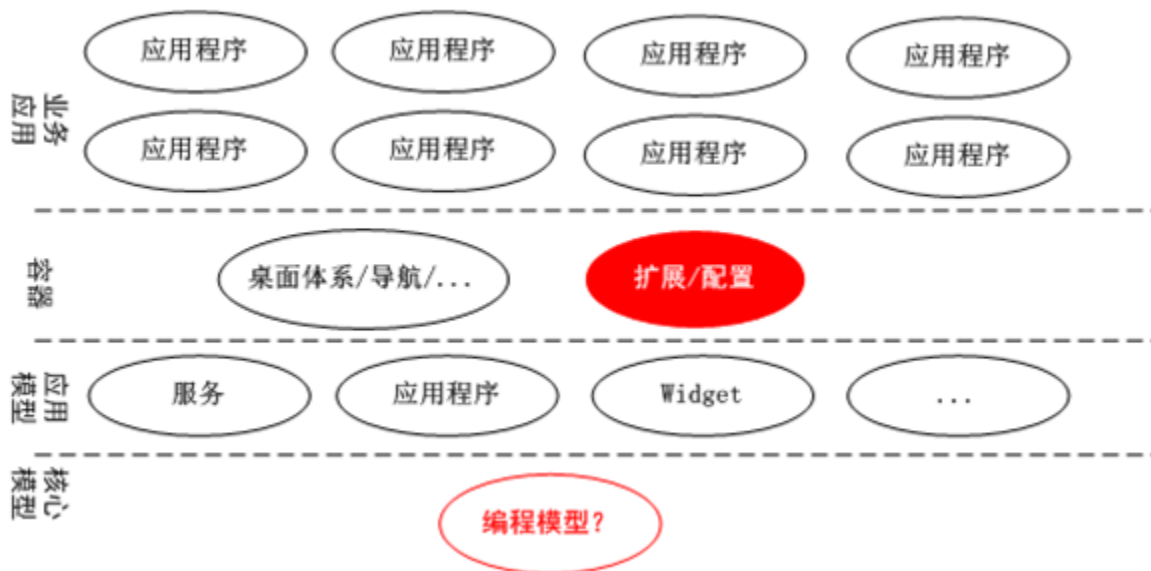 应用程序 应用程序 应用程序 应用程序
业务应用
应用程序 应用程序 应用程序 应用程序
容器
桌面体系/导航/... 扩展/配置
应用模型
服务 应用程序 Widget ...
核心模型
编程模型?